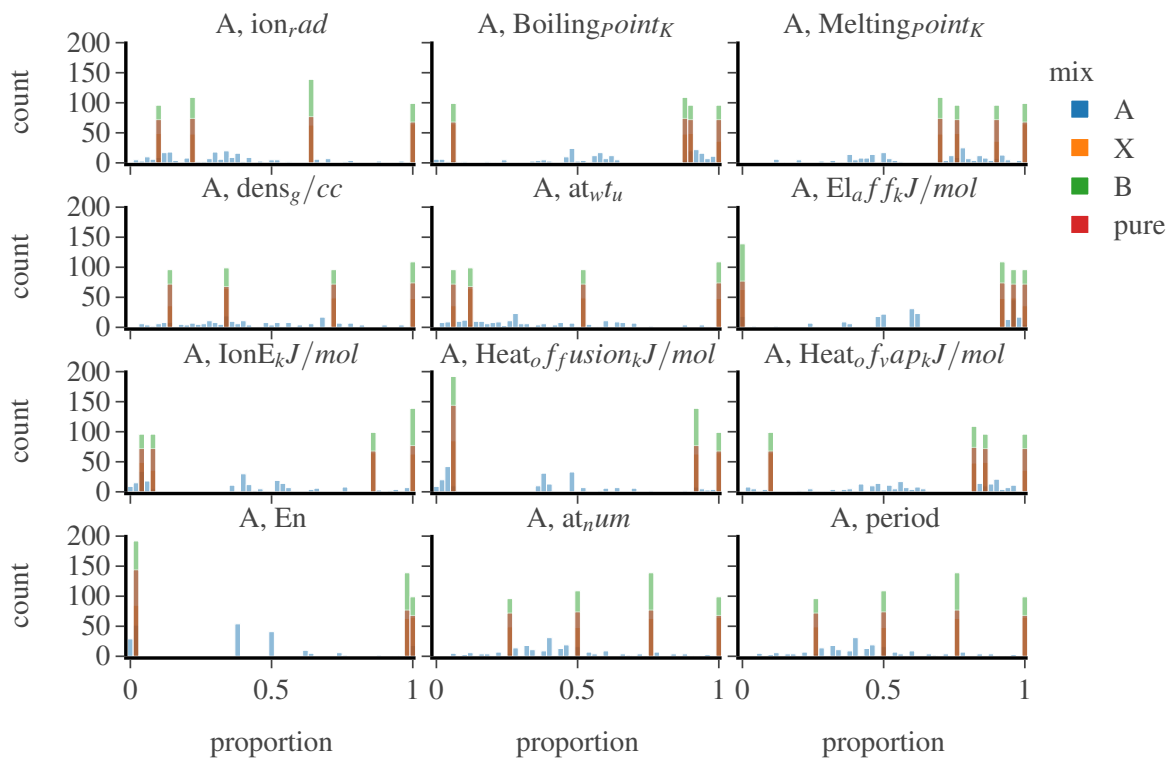 A, ion_rad A, Boiling_Point_K A, Melting_Point_K
200
150
100
50
0
count
mix
A
X
B
pure
A, dens_g/cc A, at_wt_u A, El_aff_kJ/mol
200
150
100
50
0
count
A, IonE_kJ/mol A, Heat_of_fusion_kJ/mol A, Heat_of_vap_kJ/mol
200
150
100
50
0
count
A, En A, at_num A, period
200
150
100
50
0
count
0 0.5 1 0 0.5 1 0 0.5 1
proportion proportion proportion